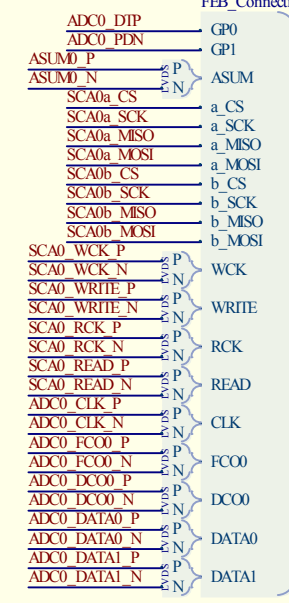 FEB_Connecti
ADC0_DTP GP0
ADC0_PDN GP1
ASUM0_P P
ASUM0_N LVDS N ASUM
SCA0a_CS a_CS
SCA0a_SCK a_SCK
SCA0a_MISO a_MISO
SCA0a_MOSI a_MOSI
SCA0b_CS b_CS
SCA0b_SCK b_SCK
SCA0b_MISO b_MISO
SCA0b_MOSI b_MOSI
SCA0_WCK_P P
SCA0_WCK_N LVDS N WCK
SCA0_WRITE_P P
SCA0_WRITE_N LVDS N WRITE
SCA0_RCK_P P
SCA0_RCK_N LVDS N RCK
SCA0_READ_P P
SCA0_READ_N LVDS N READ
ADC0_CLK_P P
ADC0_CLK_N LVDS N CLK
ADC0_FCO0_P P
ADC0_FCO0_N LVDS N FCO0
ADC0_DCO0_P P
ADC0_DCO0_N LVDS N DCO0
ADC0_DATA0_P P
ADC0_DATA0_N LVDS N DATA0
ADC0_DATA1_P P
ADC0_DATA1_N LVDS N DATA1